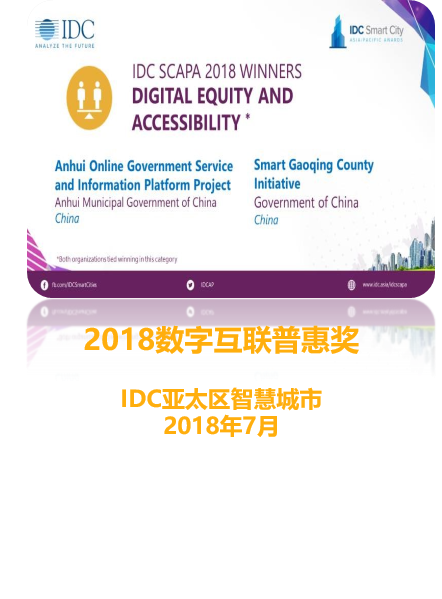 IDC
ANALYZE THE FUTURE
IDC Smart City
ASIA-PACIFIC AWARDS
IDC SCAPA 2018 WINNERS
DIGITAL EQUITY AND
ACCESSIBILITY *
Anhui Online Government Service
and Information Platform Project
Anhui Municipal Government of China
China
Smart Gaoqing County
Initiative
Government of China
China
*Both organizations tied winning in this category
fb.com/IDCSmartCities
IDCAP
www.idc.asia/idcscapa
2018数字互联普惠奖
IDC亚太区智慧城市
2018年7月